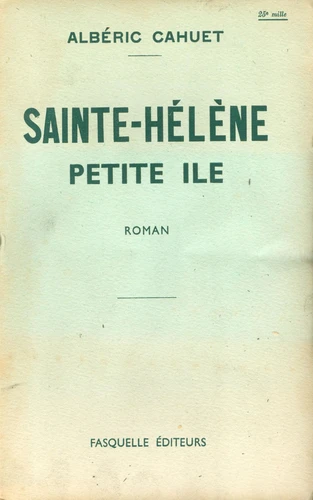 25e mille
ALBÉRIC CAHUET
SAINTE-HÉLÈNE
PETITE ILE
ROMAN
FASQUELLE ÉDITEURS